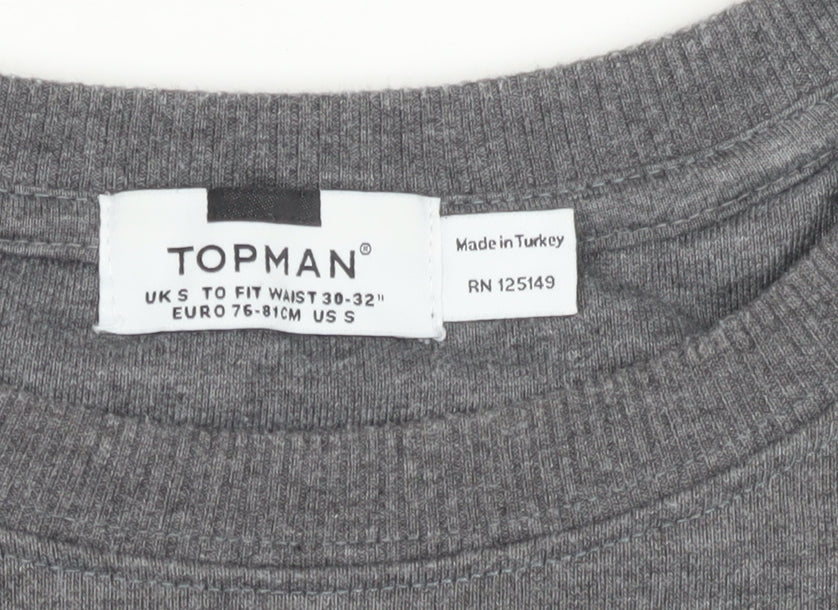 TOPMAN®
UK S TO FIT WAIST 30-32"
EURO 76-81CM US S
Made in Turkey
RN 125149